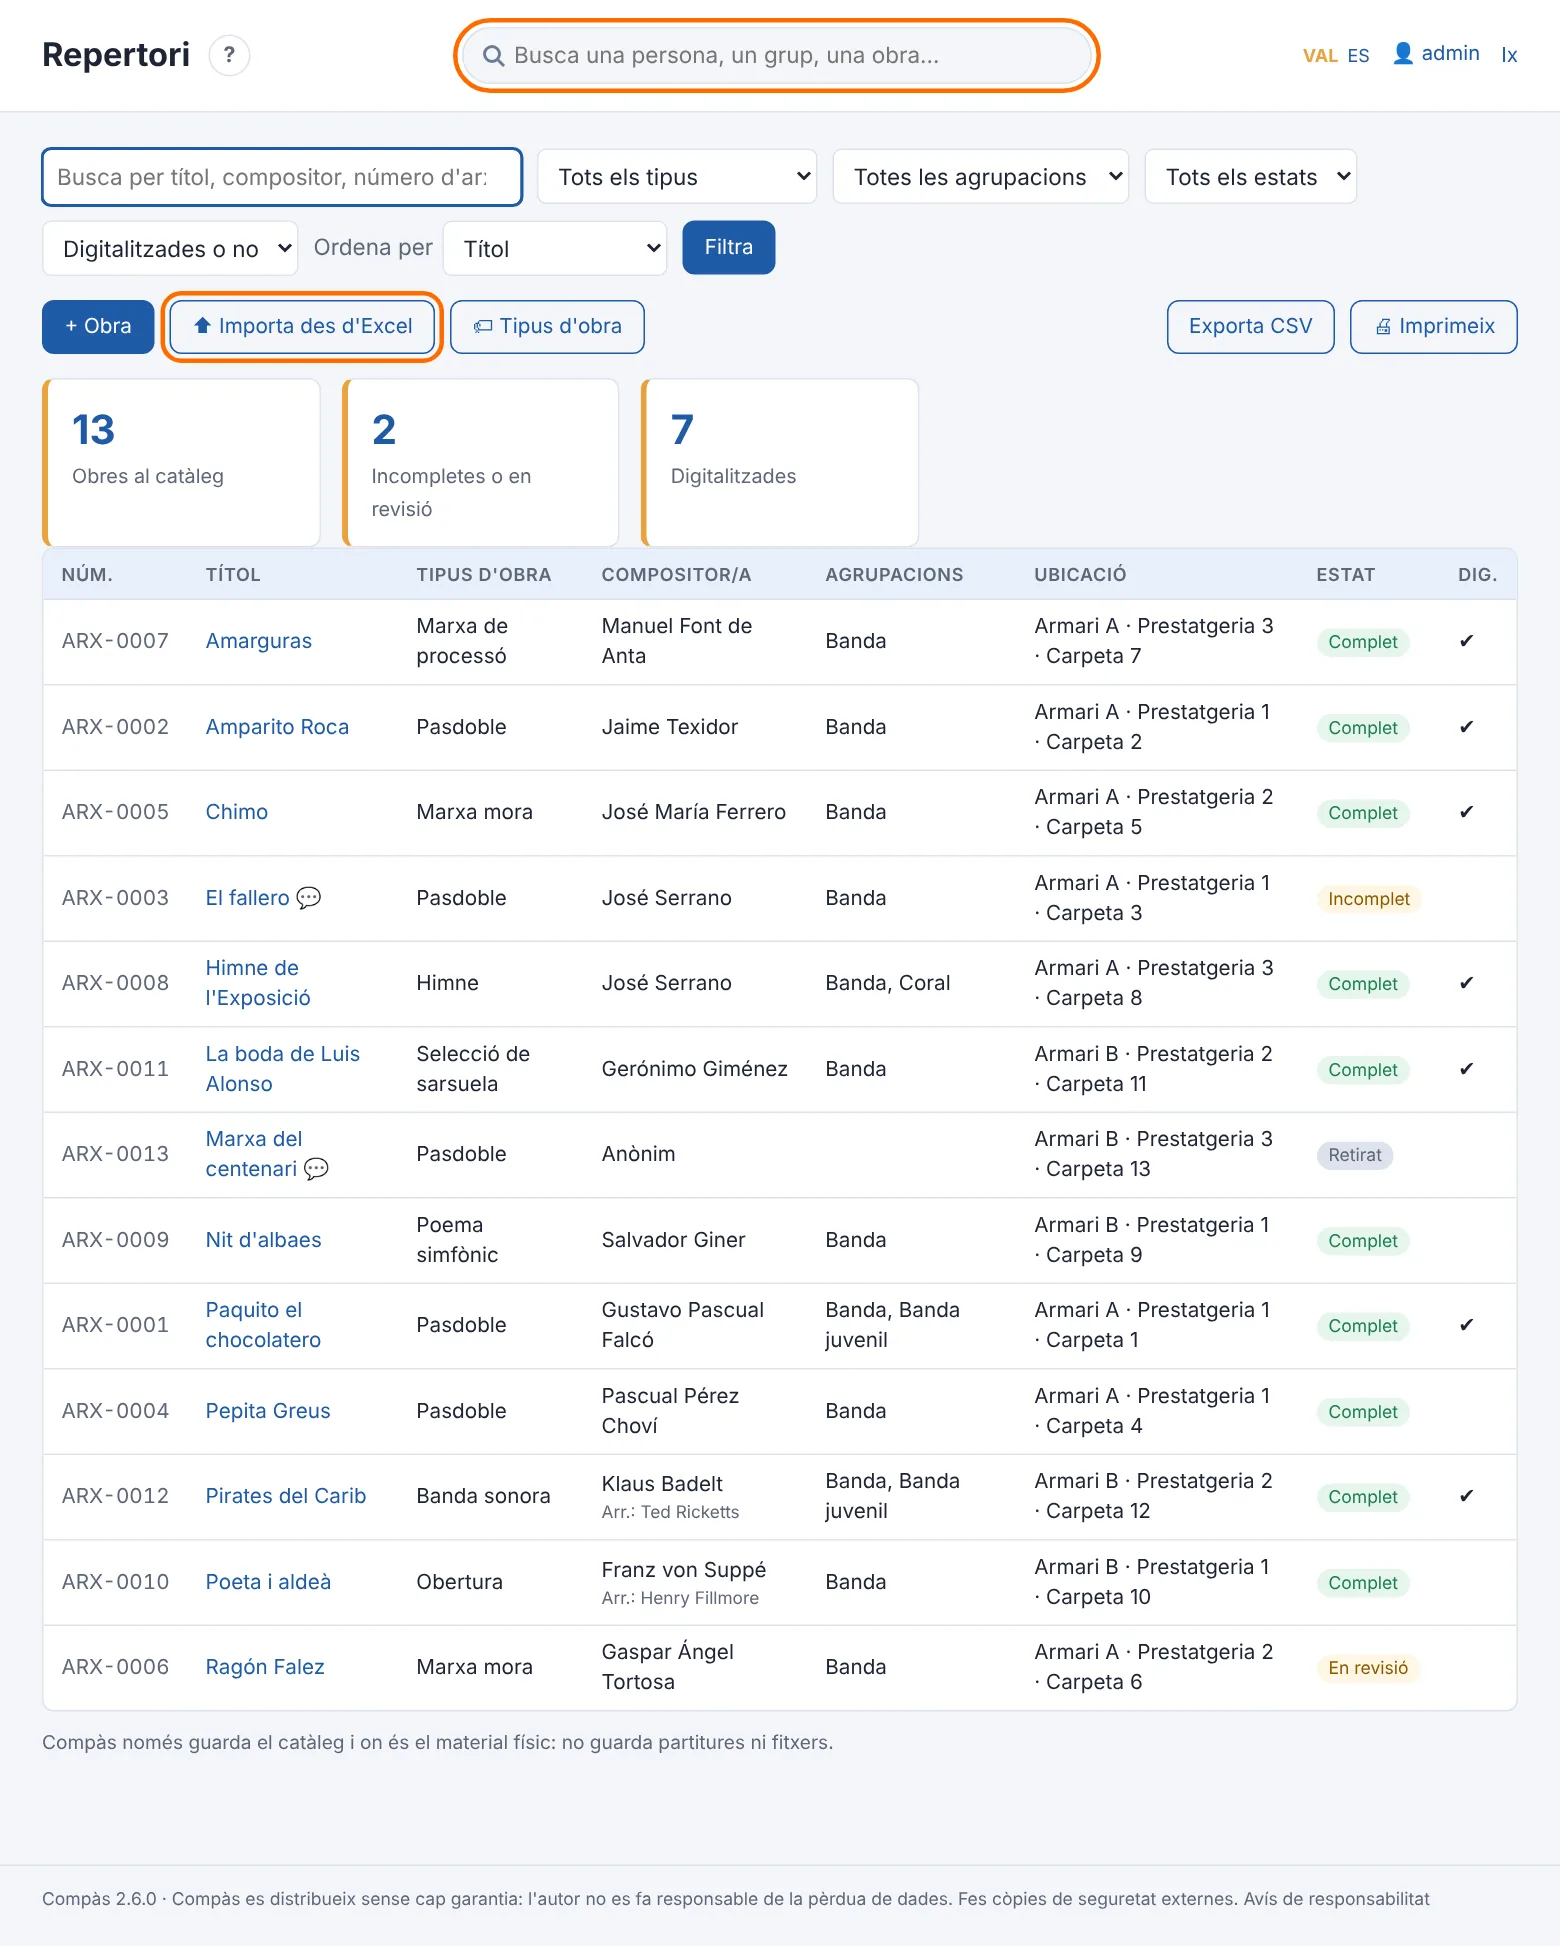 Repertori ?
Busca una persona, un grup, una obra...
VAL ES admin Ix
Busca per títol, compositor, número d'ar
Tots els tipus
Totes les agrupacions
Tots els estats
Digitalitzades o no
Ordena per
Títol
Filtra
+ Obra
Importa des d'Excel
Tipus d'obra
Exporta CSV
Imprimeix
13
Obres al catàleg
2
Incompletes o en
revisió
7
Digitalitzades
NÚM. TÍTOL TIPUS D'OBRA COMPOSITOR/A AGRUPACIONS UBICACIÓ ESTAT DIG.
ARX-0007 Amarguras Marxa de processó Manuel Font de Anta Banda Armari A · Prestatgeria 3 · Carpeta 7 Complet ✔
ARX-0002 Amparito Roca Pasdoble Jaime Texidor Banda Armari A · Prestatgeria 1 · Carpeta 2 Complet ✔
ARX-0005 Chimo Marxa mora José María Ferrero Banda Armari A · Prestatgeria 2 · Carpeta 5 Complet ✔
ARX-0003 El fallero Pasdoble José Serrano Banda Armari A · Prestatgeria 1 · Carpeta 3 Incomplet
ARX-0008 Himne de l'Exposició Himne José Serrano Banda, Coral Armari A · Prestatgeria 3 · Carpeta 8 Complet ✔
ARX-0011 La boda de Luis Alonso Selecció de sarsuela Gerónimo Giménez Banda Armari B · Prestatgeria 2 · Carpeta 11 Complet ✔
ARX-0013 Marxa del centenari Pasdoble Anònim Armari B · Prestatgeria 3 · Carpeta 13 Retirat
ARX-0009 Nit d'albaes Poema simfònic Salvador Giner Banda Armari B · Prestatgeria 1 · Carpeta 9 Complet
ARX-0001 Paquito el chocolatero Pasdoble Gustavo Pascual Falcó Banda, Banda juvenil Armari A · Prestatgeria 1 · Carpeta 1 Complet ✔
ARX-0004 Pepita Greus Pasdoble Pascual Pérez Choví Banda Armari A · Prestatgeria 1 · Carpeta 4 Complet
ARX-0012 Pirates del Carib Banda sonora Klaus Badelt Arr.: Ted Ricketts Banda, Banda juvenil Armari B · Prestatgeria 2 · Carpeta 12 Complet ✔
ARX-0010 Poeta i aldeà Obertura Franz von Suppé Arr.: Henry Fillmore Banda Armari B · Prestatgeria 1 · Carpeta 10 Complet
ARX-0006 Ragón Falez Marxa mora Gaspar Ángel Tortosa Banda Armari A · Prestatgeria 2 · Carpeta 6 En revisió
Compàs només guarda el catàleg i on és el material físic: no guarda partitures ni fitxers.
Compàs 2.6.0 · Compàs es distribueix sense cap garantia: l'autor no es fa responsable de la pèrdua de dades. Fes còpies de seguretat externes. Avís de responsabilitat